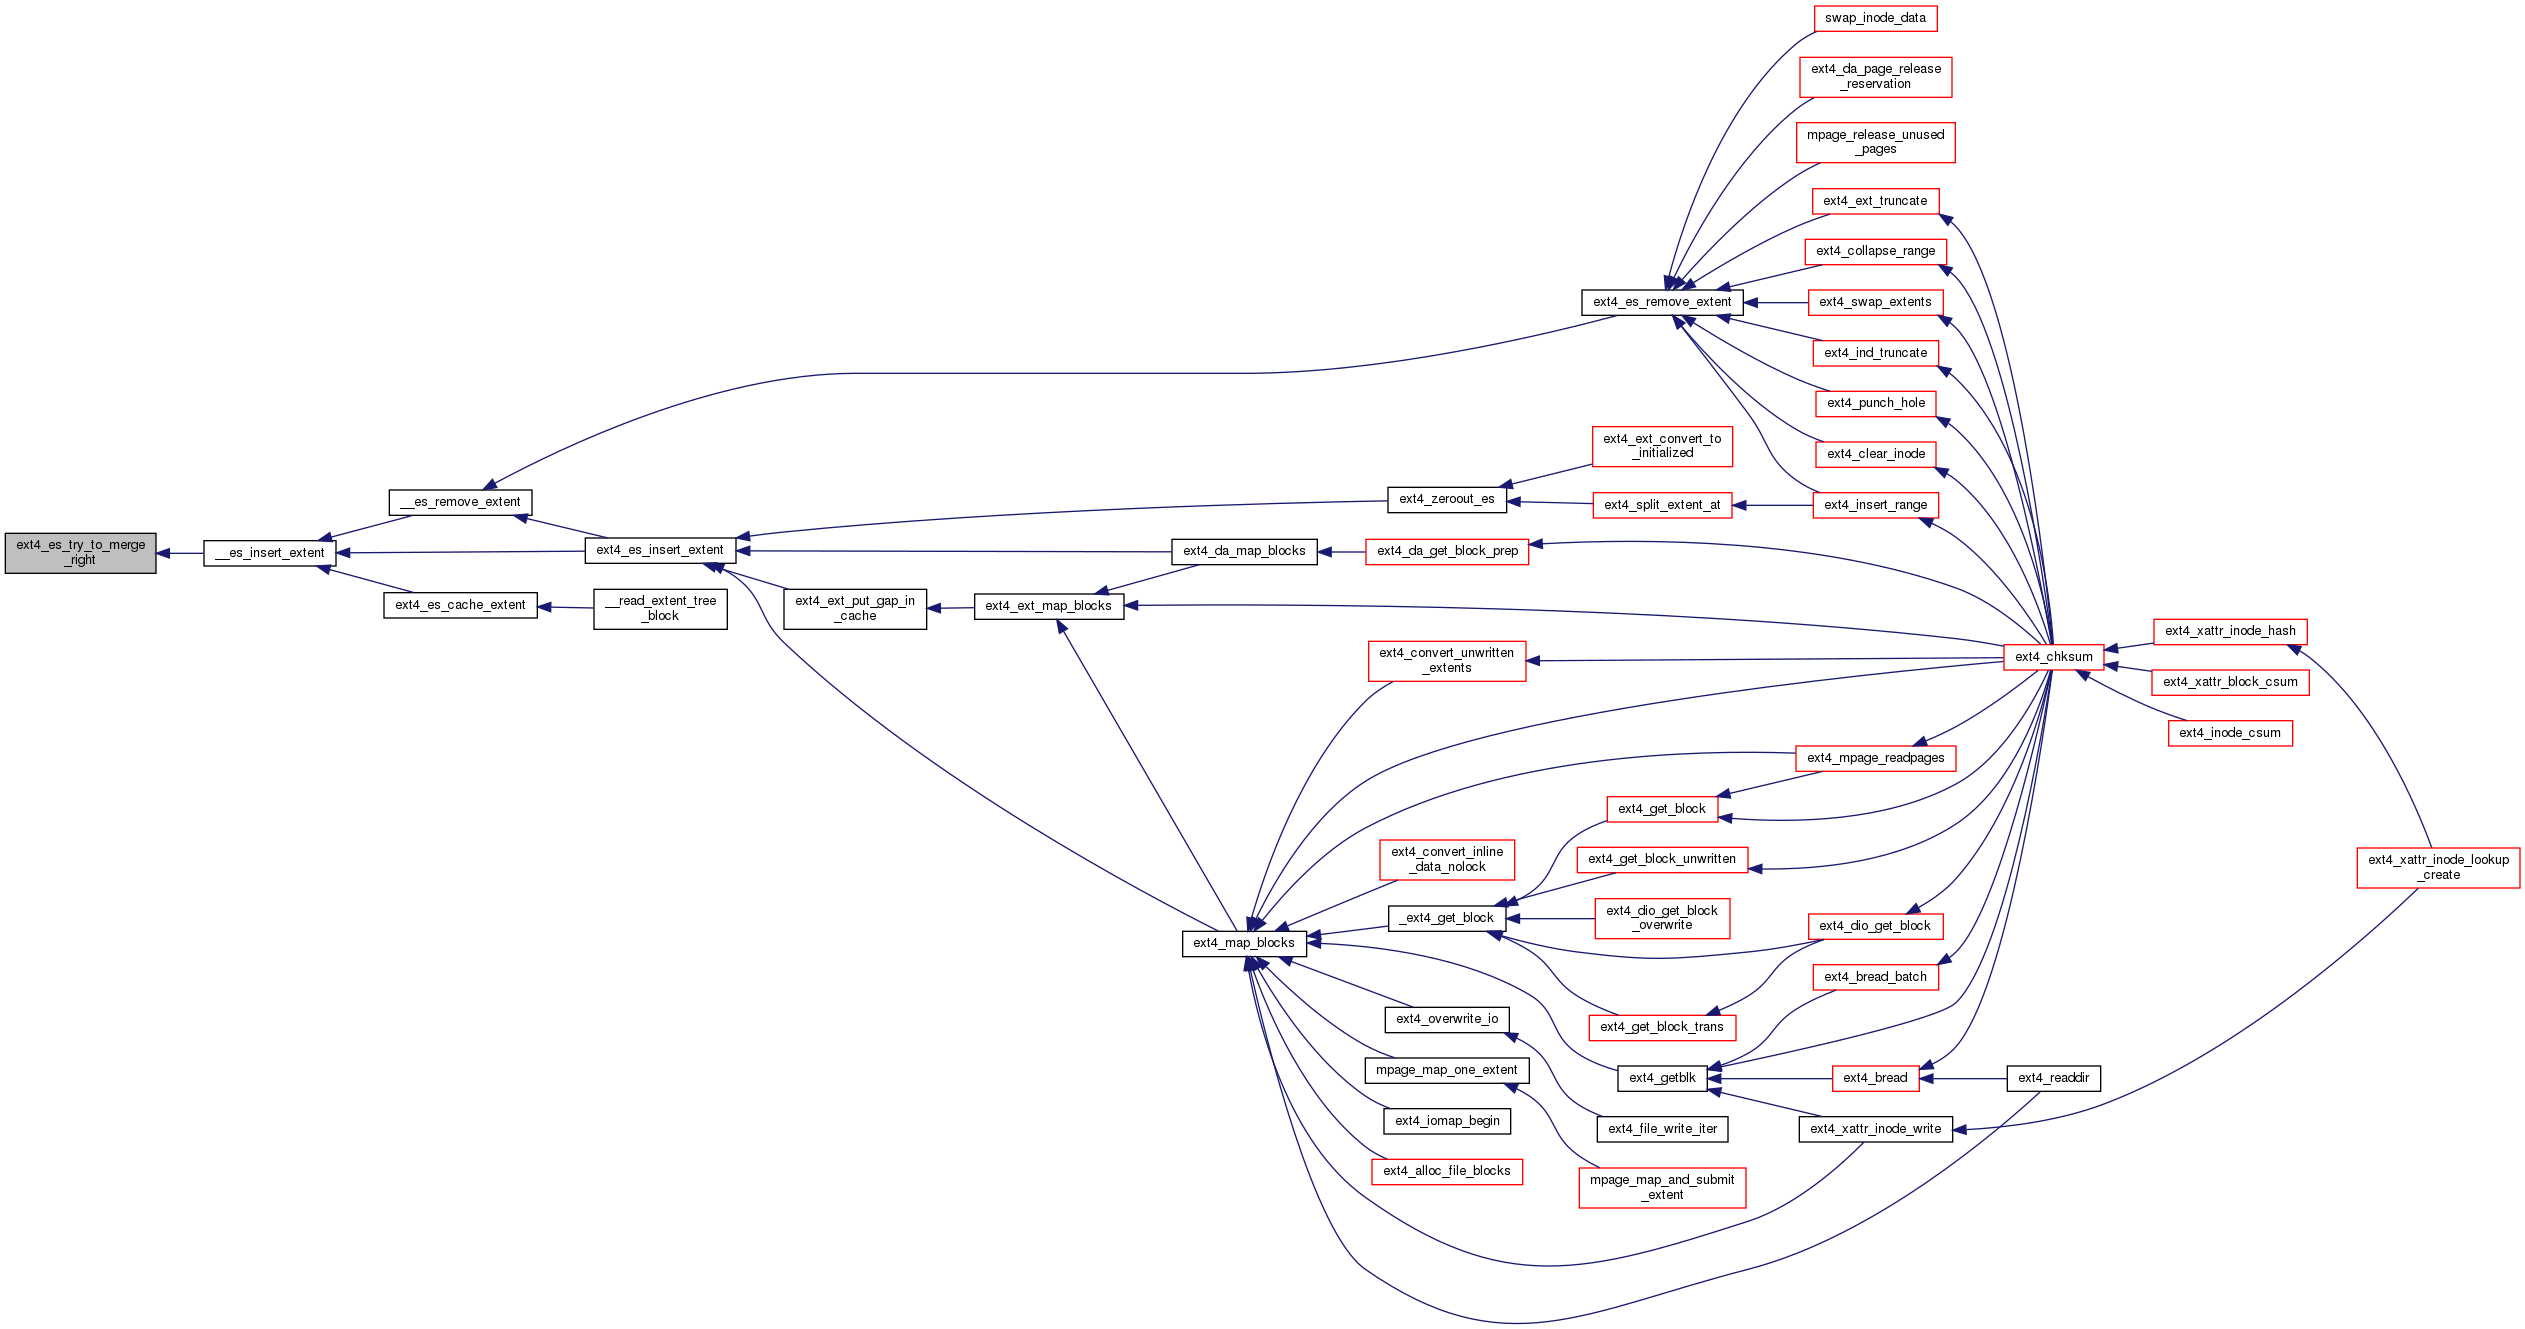 swap_inode_data
ext4_da_page_release
_reservation
mpage_release_unused
_pages
ext4_ext_truncate
ext4_collapse_range
ext4_es_remove_extent
ext4_swap_extents
ext4_ind_truncate
ext4_punch_hole
ext4_ext_convert_to
_initialized
ext4_clear_inode
__es_remove_extent
ext4_zeroout_es
ext4_split_extent_at
ext4_insert_range
ext4_es_try_to_merge
_right
__es_insert_extent
ext4_es_insert_extent
ext4_da_map_blocks
ext4_da_get_block_prep
ext4_es_cache_extent
__read_extent_tree
_block
ext4_ext_put_gap_in
_cache
ext4_ext_map_blocks
ext4_convert_unwritten
_extents
ext4_chksum
ext4_xattr_inode_hash
ext4_xattr_block_csum
ext4_inode_csum
ext4_mpage_readpages
ext4_get_block
ext4_convert_inline
_data_nolock
ext4_get_block_unwritten
ext4_xattr_inode_lookup
_create
_ext4_get_block
ext4_dio_get_block
_overwrite
ext4_dio_get_block
ext4_map_blocks
ext4_bread_batch
ext4_overwrite_io
ext4_get_block_trans
mpage_map_one_extent
ext4_getblk
ext4_bread
ext4_readdir
ext4_iomap_begin
ext4_file_write_iter
ext4_xattr_inode_write
ext4_alloc_file_blocks
mpage_map_and_submit
_extent